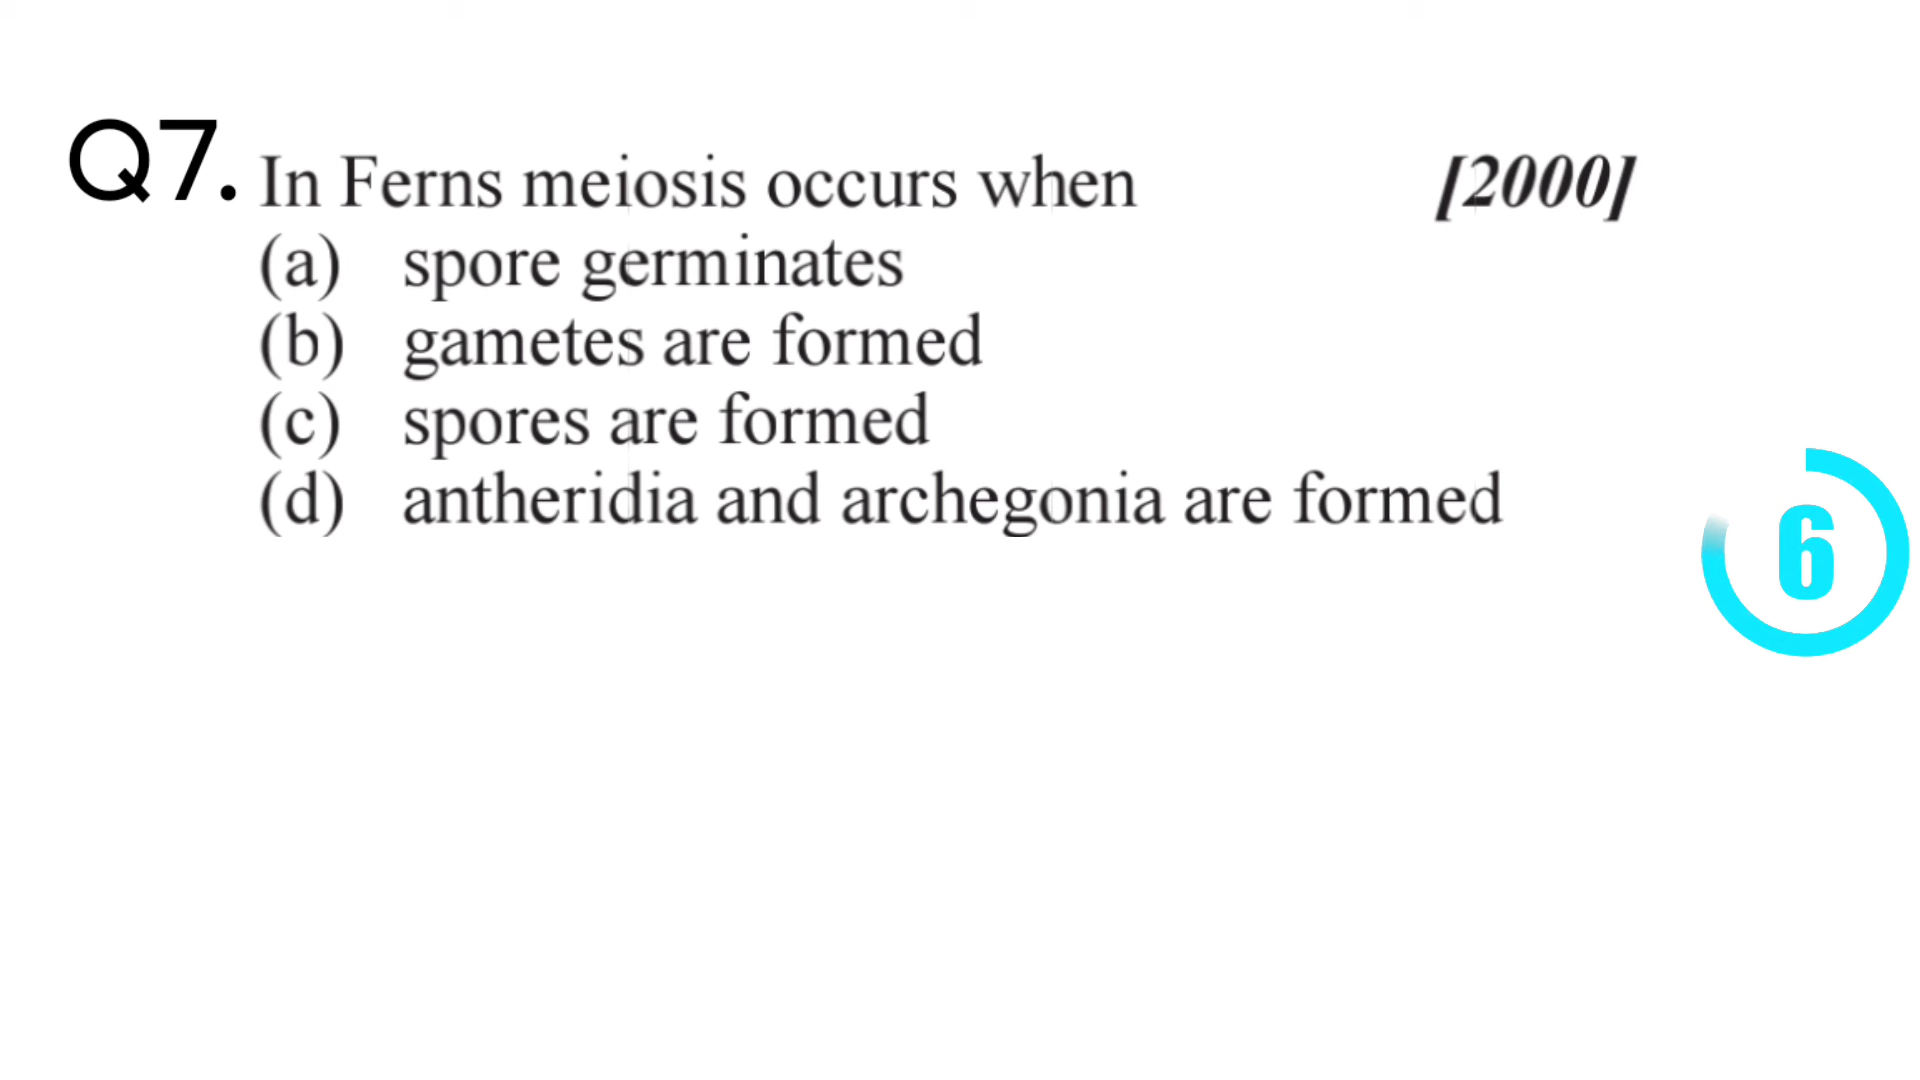 Q7. In Ferns meiosis occurs when [2000]
(a) spore germinates
(b) gametes are formed
(c) spores are formed
(d) antheridia and archegonia are formed
6